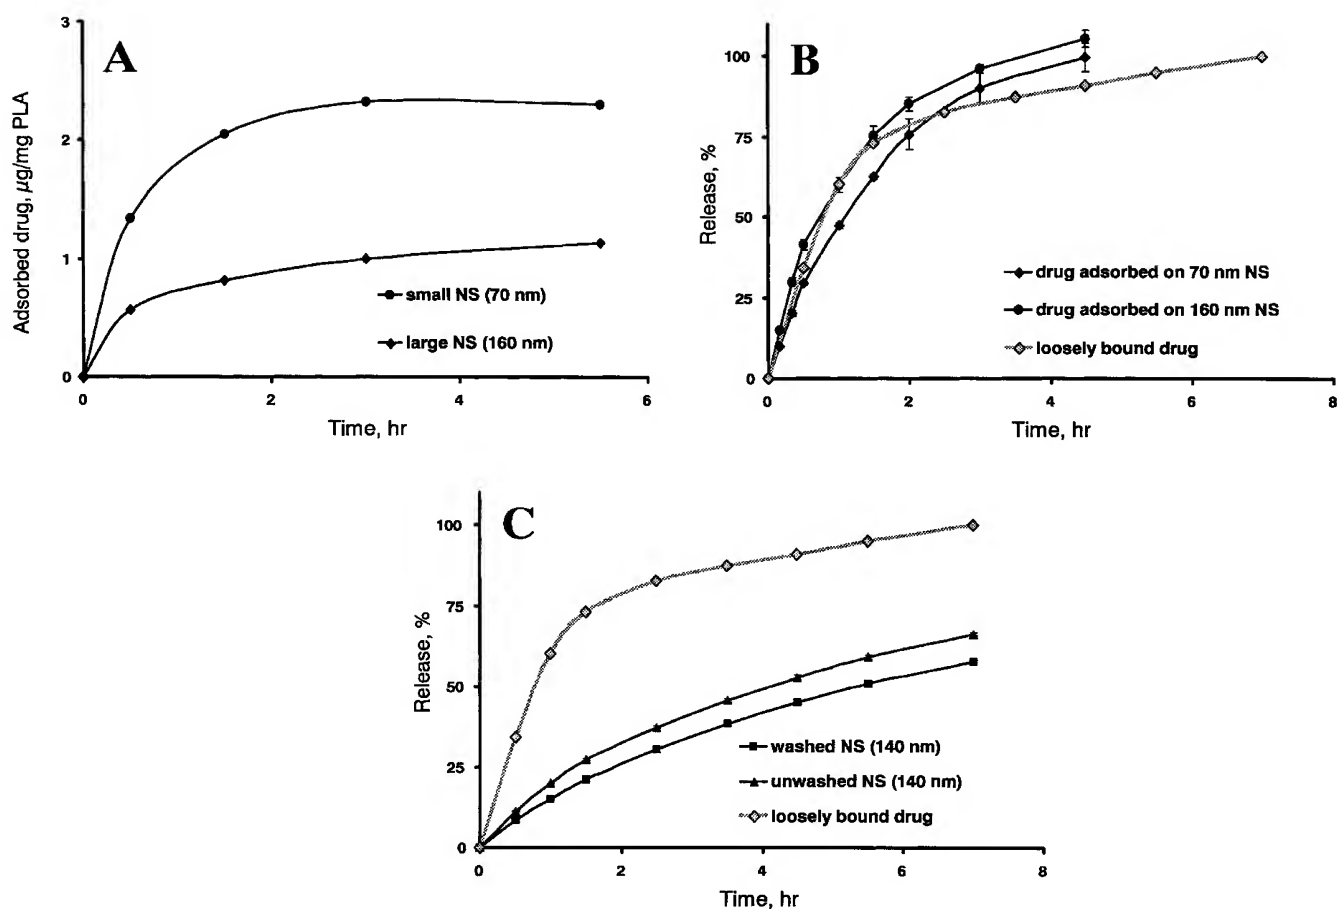 A
3
2
1
0
Adsorbed drug, µg/mg PLA
small NS (70 nm)
large NS (160 nm)
0 2 4 6
Time, hr
B
100
75
50
25
0
Release, %
drug adsorbed on 70 nm NS
drug adsorbed on 160 nm NS
loosely bound drug
0 2 4 6 8
Time, hr
C
100
75
50
25
0
Release, %
washed NS (140 nm)
unwashed NS (140 nm)
loosely bound drug
0 2 4 6 8
Time, hr